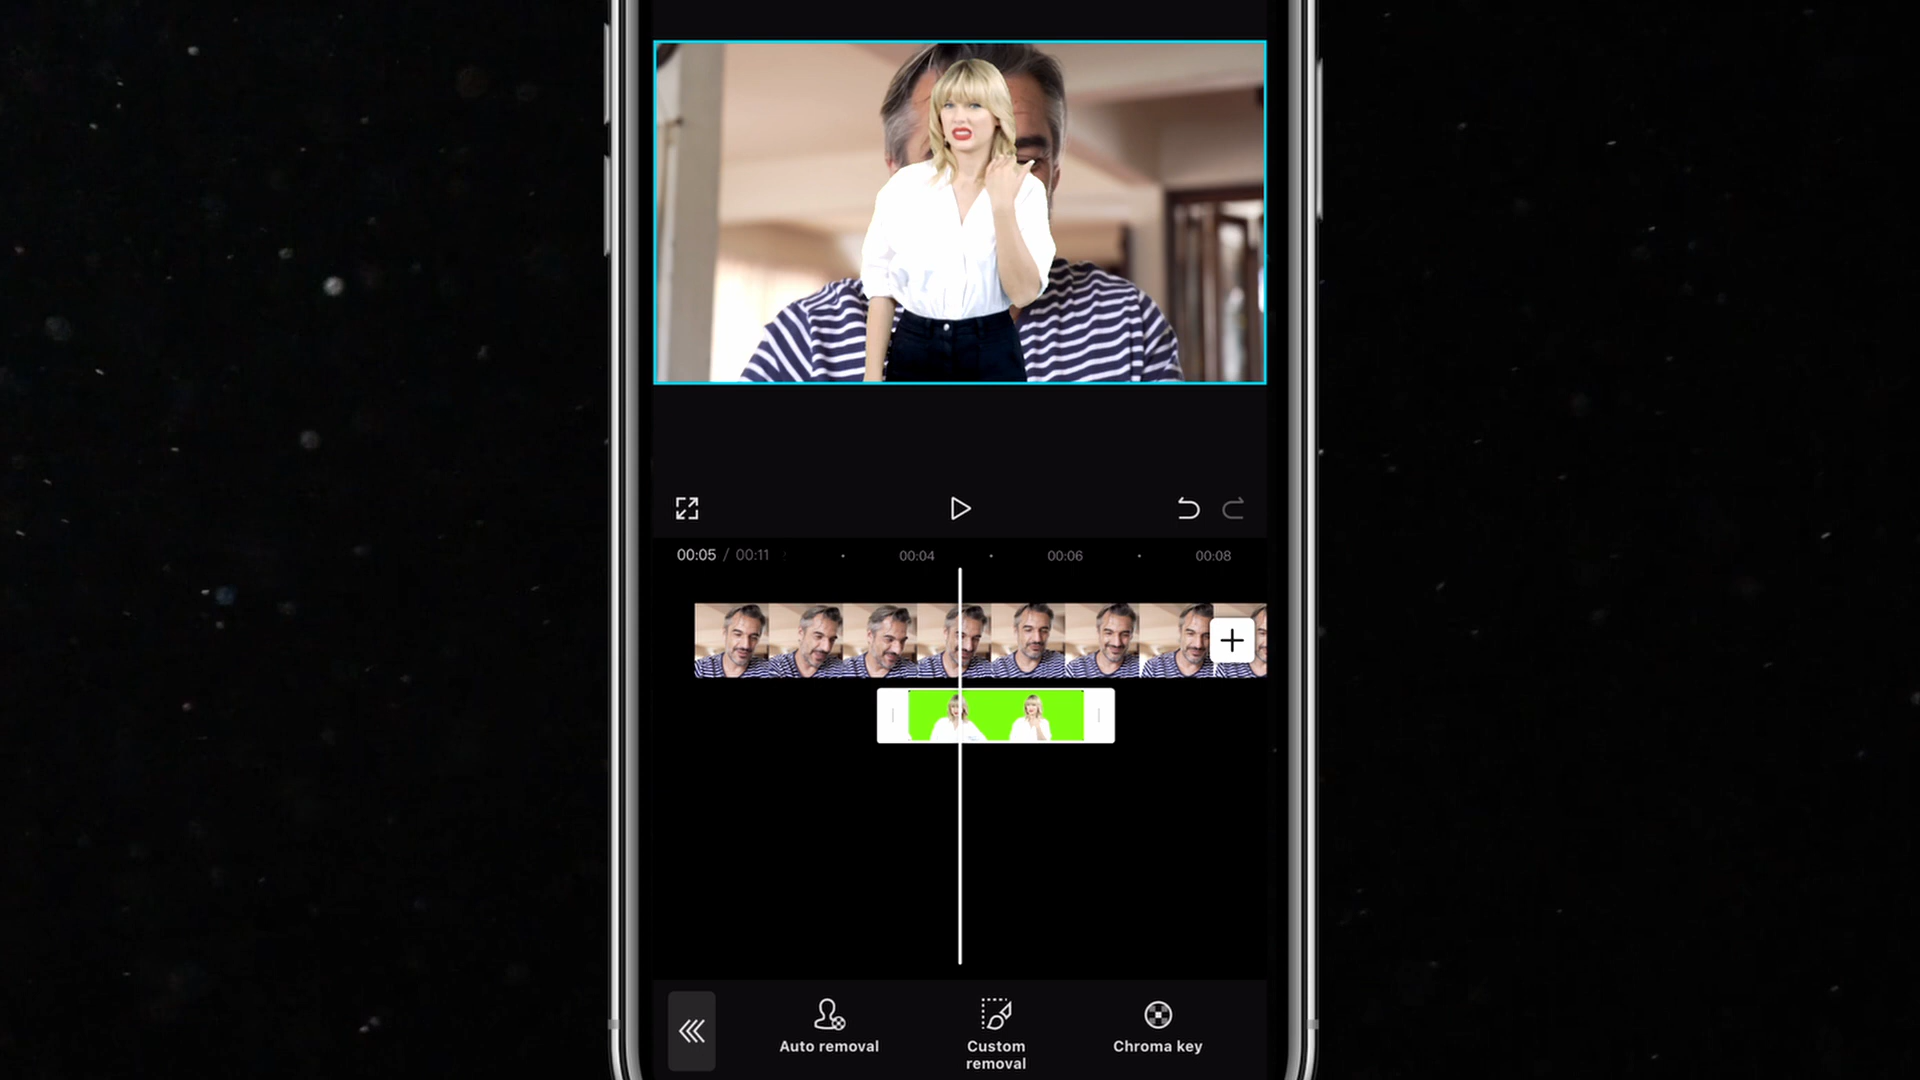 00:05 / 00:11
00:04
00:06
00:08
Auto removal
Custom
removal
Chroma key